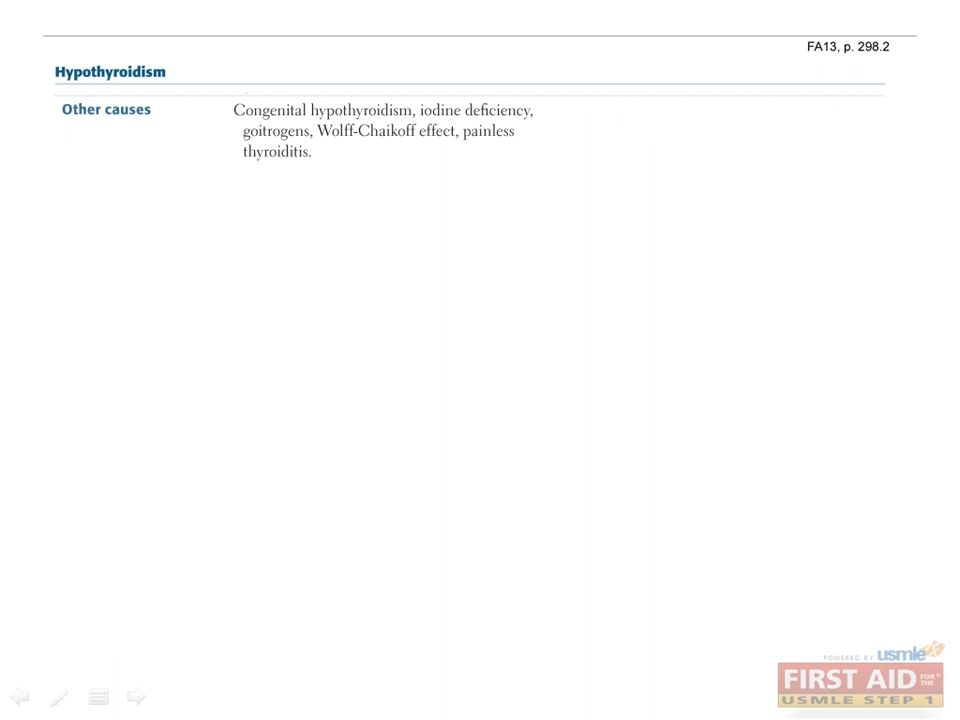 FA13, p. 298.2
Hypothyroidism
Other causes
Congenital hypothyroidism, iodine deficiency,
goitrogens, Wolff-Chaikoff effect, painless
thyroiditis.
POWERED BY usmle
FIRST AID FOR THE
USMLE STEP 1